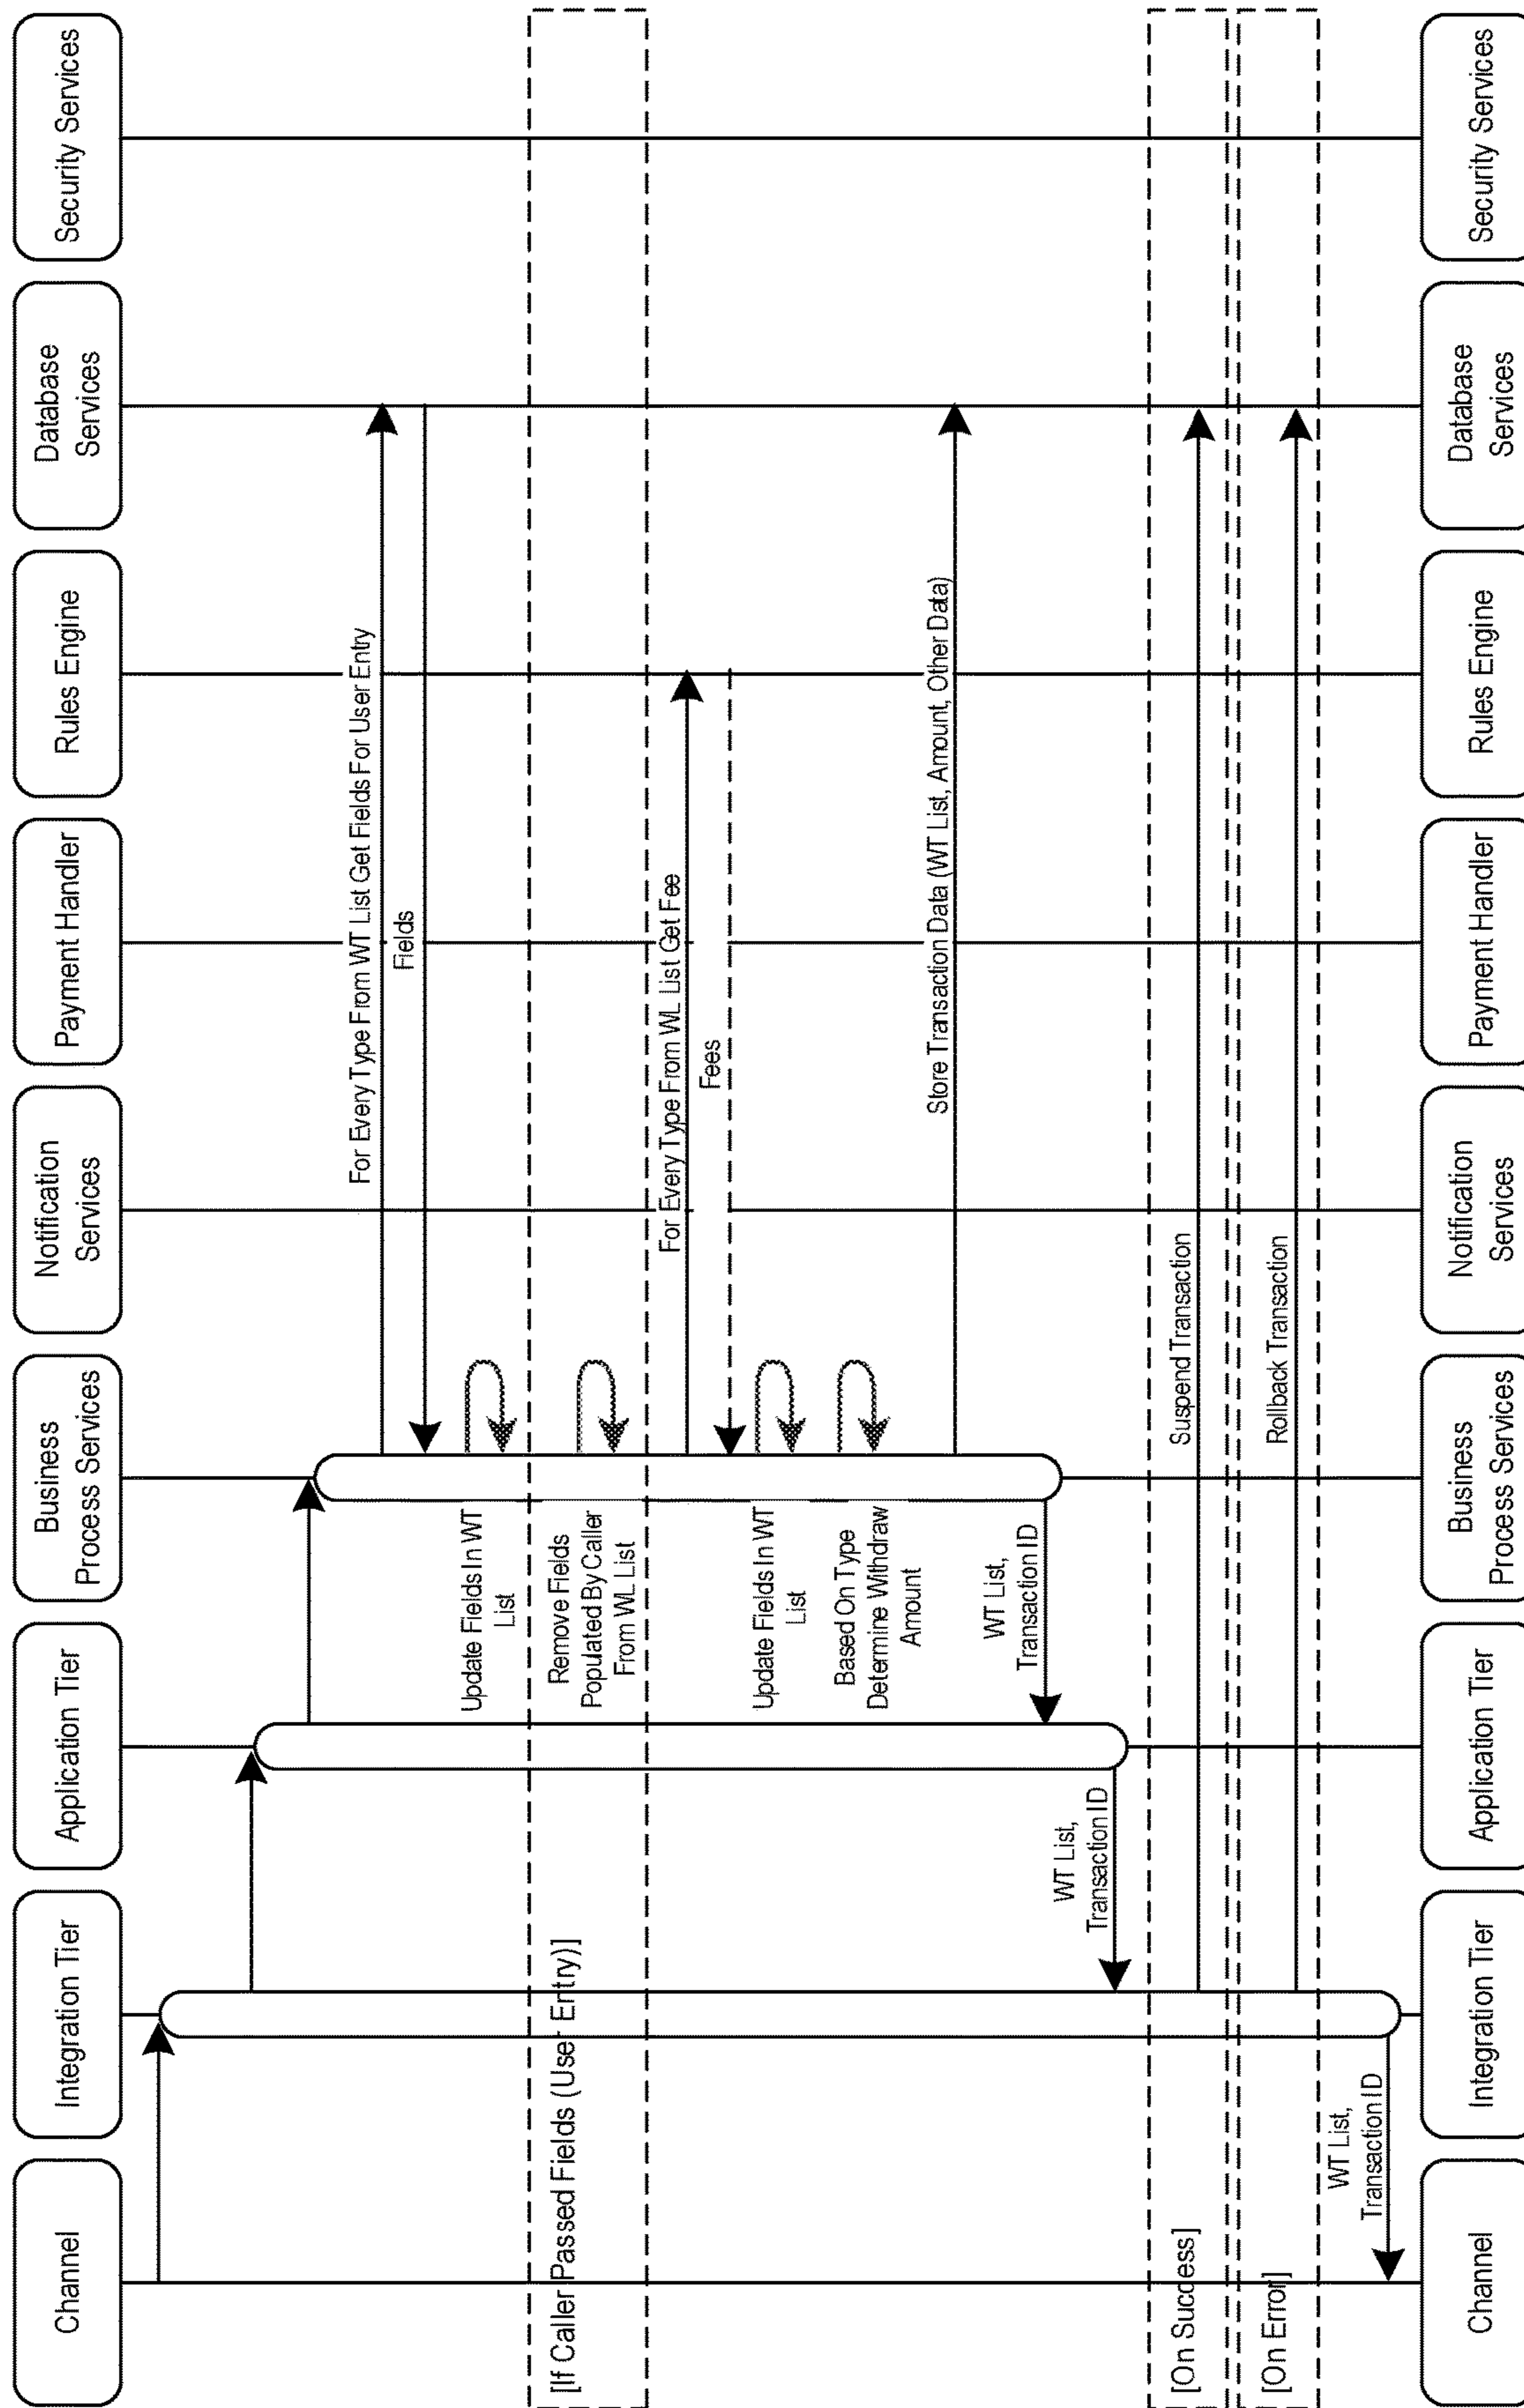 Channel
Integration Tier
Application Tier
Business
Process Services
Notification
Services
Payment Handler
Rules Engine
Database
Services
Security Services
For Every Type From WT List Get Fields For User Entry
Fields
Update Fields In WT
List
[If Caller Passed Fields (User Entry)]
Remove Fields
Populated By Caller
From WL List
For Every Type From WL List Get Fee
Fees
Update Fields In WT
List
Based On Type
Determine Withdraw
Amount
Store Transaction Data (WT List, Amount, Other Data)
WT List,
Transaction ID
WT List,
Transaction ID
[On Success]
Suspend Transaction
[On Error]
Rollback Transaction
WT List,
Transaction ID
Channel
Integration Tier
Application Tier
Business
Process Services
Notification
Services
Payment Handler
Rules Engine
Database
Services
Security Services